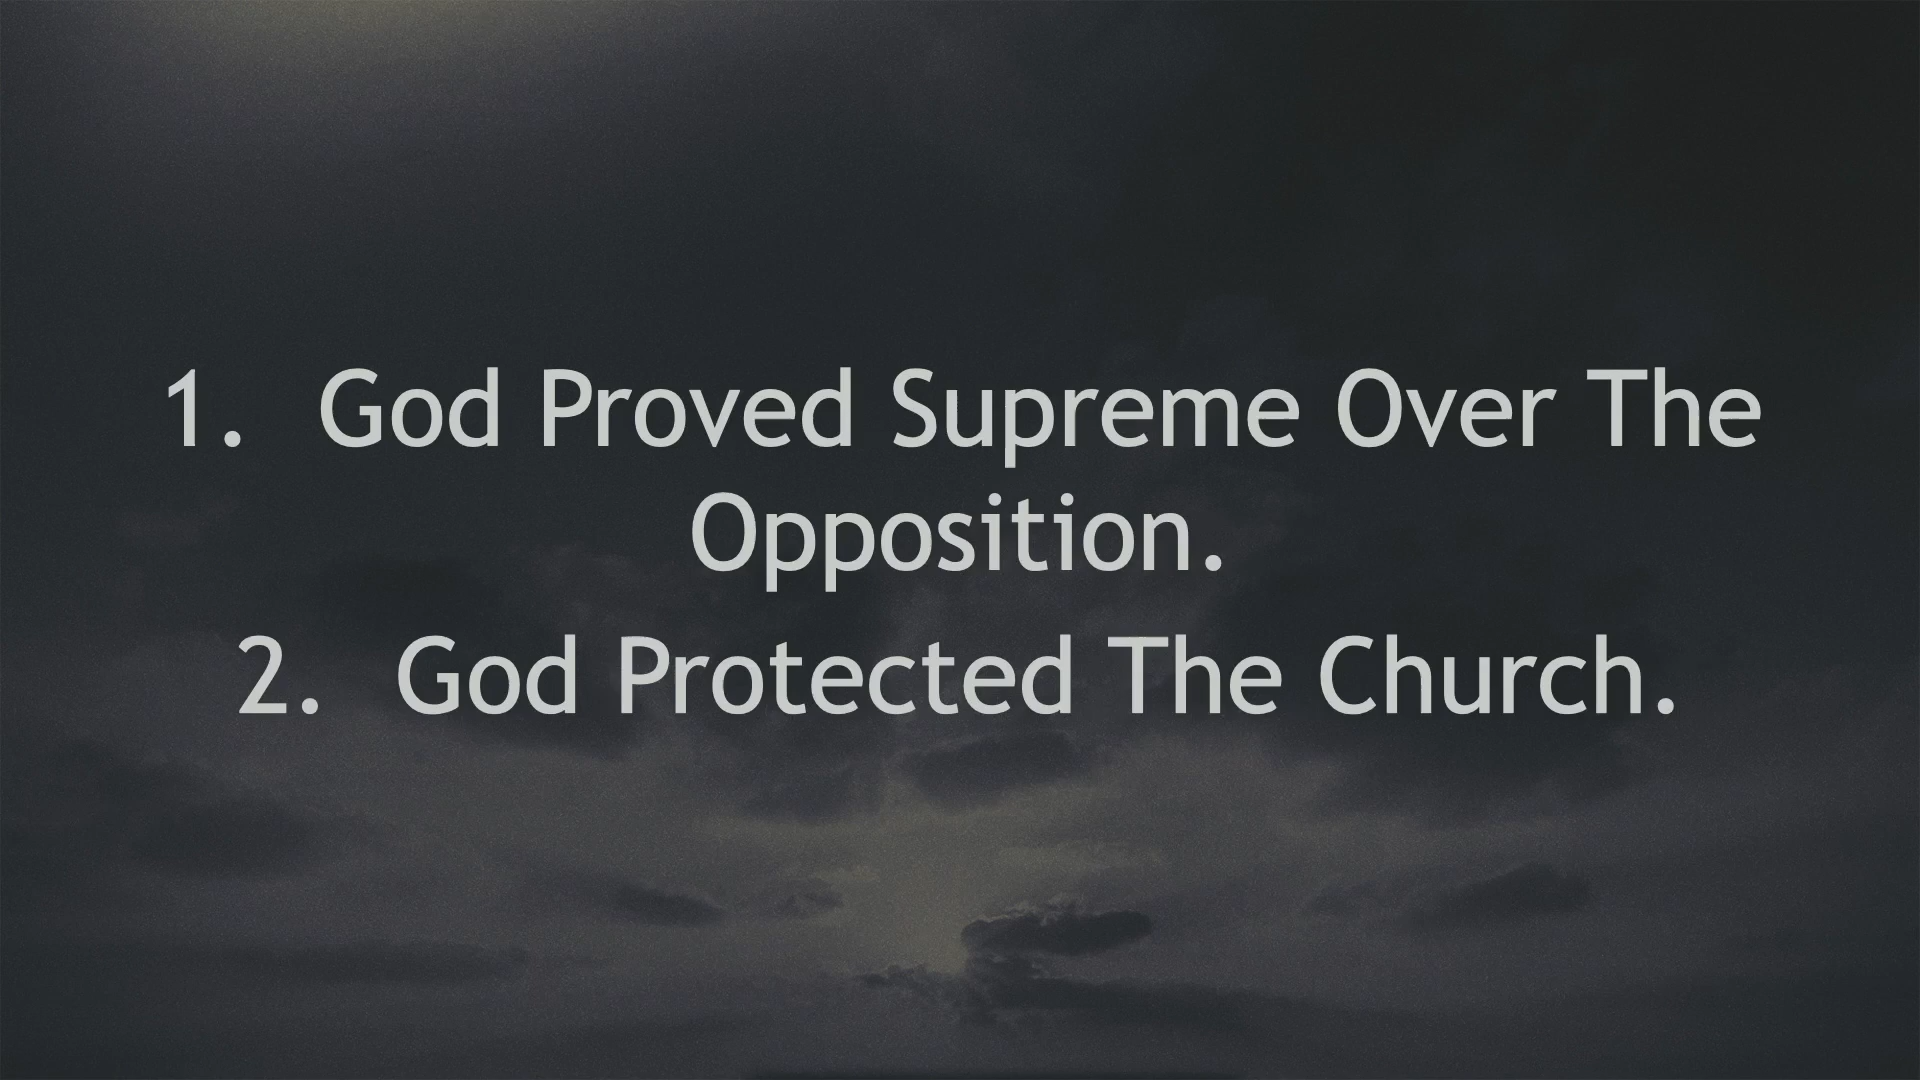 1.  God Proved Supreme Over The
Opposition.
2.  God Protected The Church.